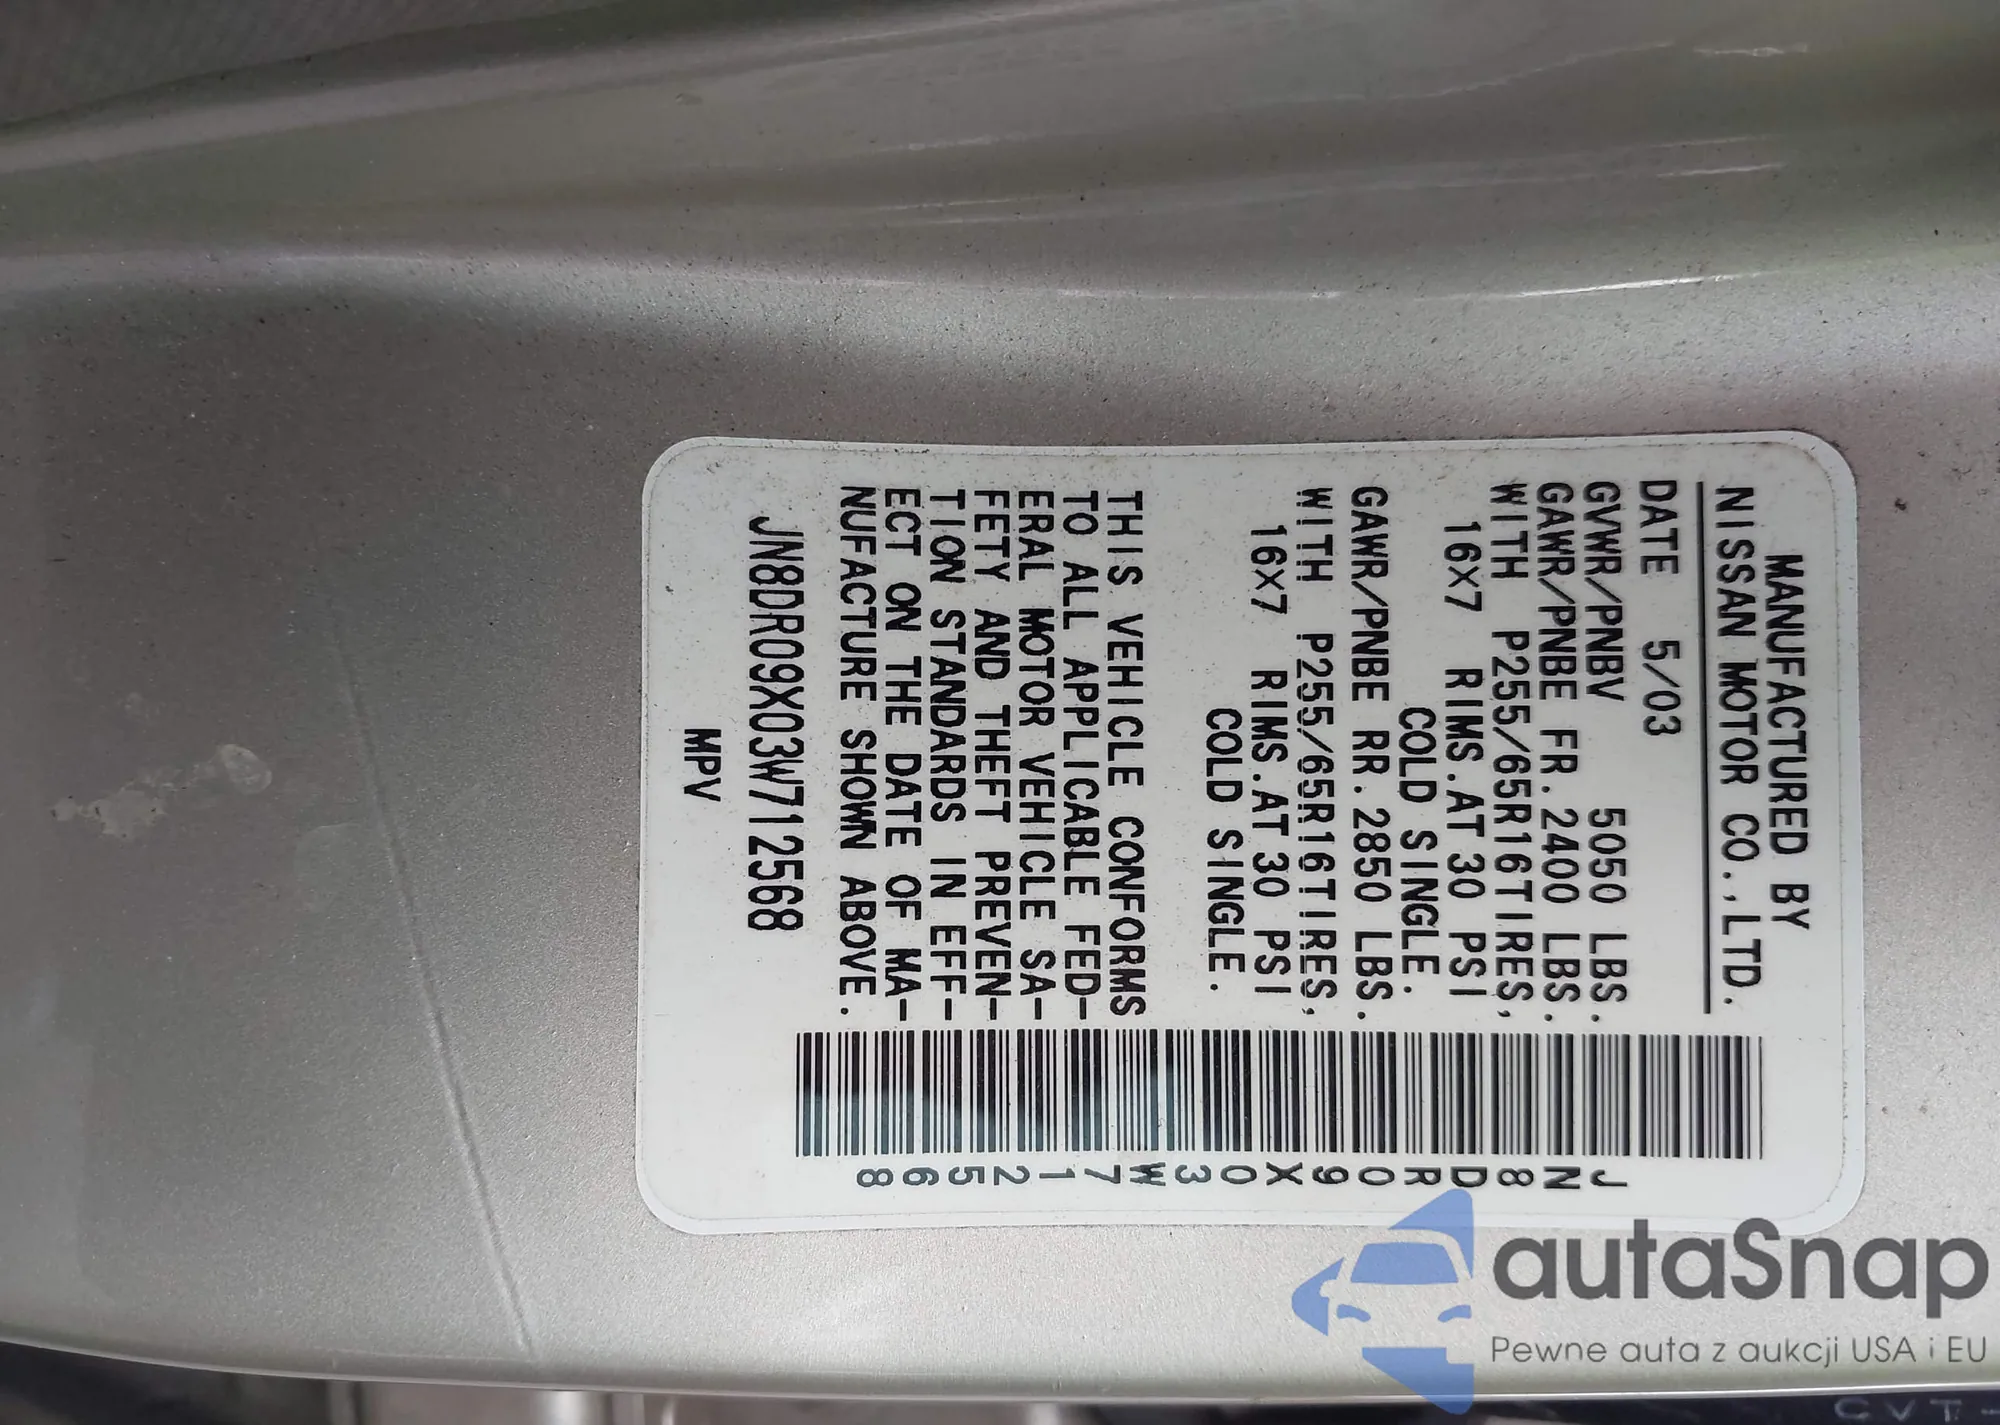 MANUFACTURED BY
NISSAN MOTOR CO.,LTD.
DATE 5/03
GVWR/PNBV 5050 LBS.
GAWR/PNBE FR.2400 LBS.
WITH P255/65R16TIRES,
16X7 RIMS.AT 30 PSI
COLD SINGLE.
GAWR/PNBE RR.2850 LBS.
WITH P255/65R16TIRES,
16X7 RIMS.AT 30 PSI
COLD SINGLE.
THIS VEHICLE CONFORMS
TO ALL APPLICABLE FED-
ERAL MOTOR VEHICLE SA-
FETY AND THEFT PREVEN-
TION STANDARDS IN EFF-
ECT ON THE DATE OF MA-
NUFACTURE SHOWN ABOVE.
JN8DR09X03W712568
MPV
JN8DR09X03W712568
autaSnap
Pewne auta z aukcji USA i EU
CVT-